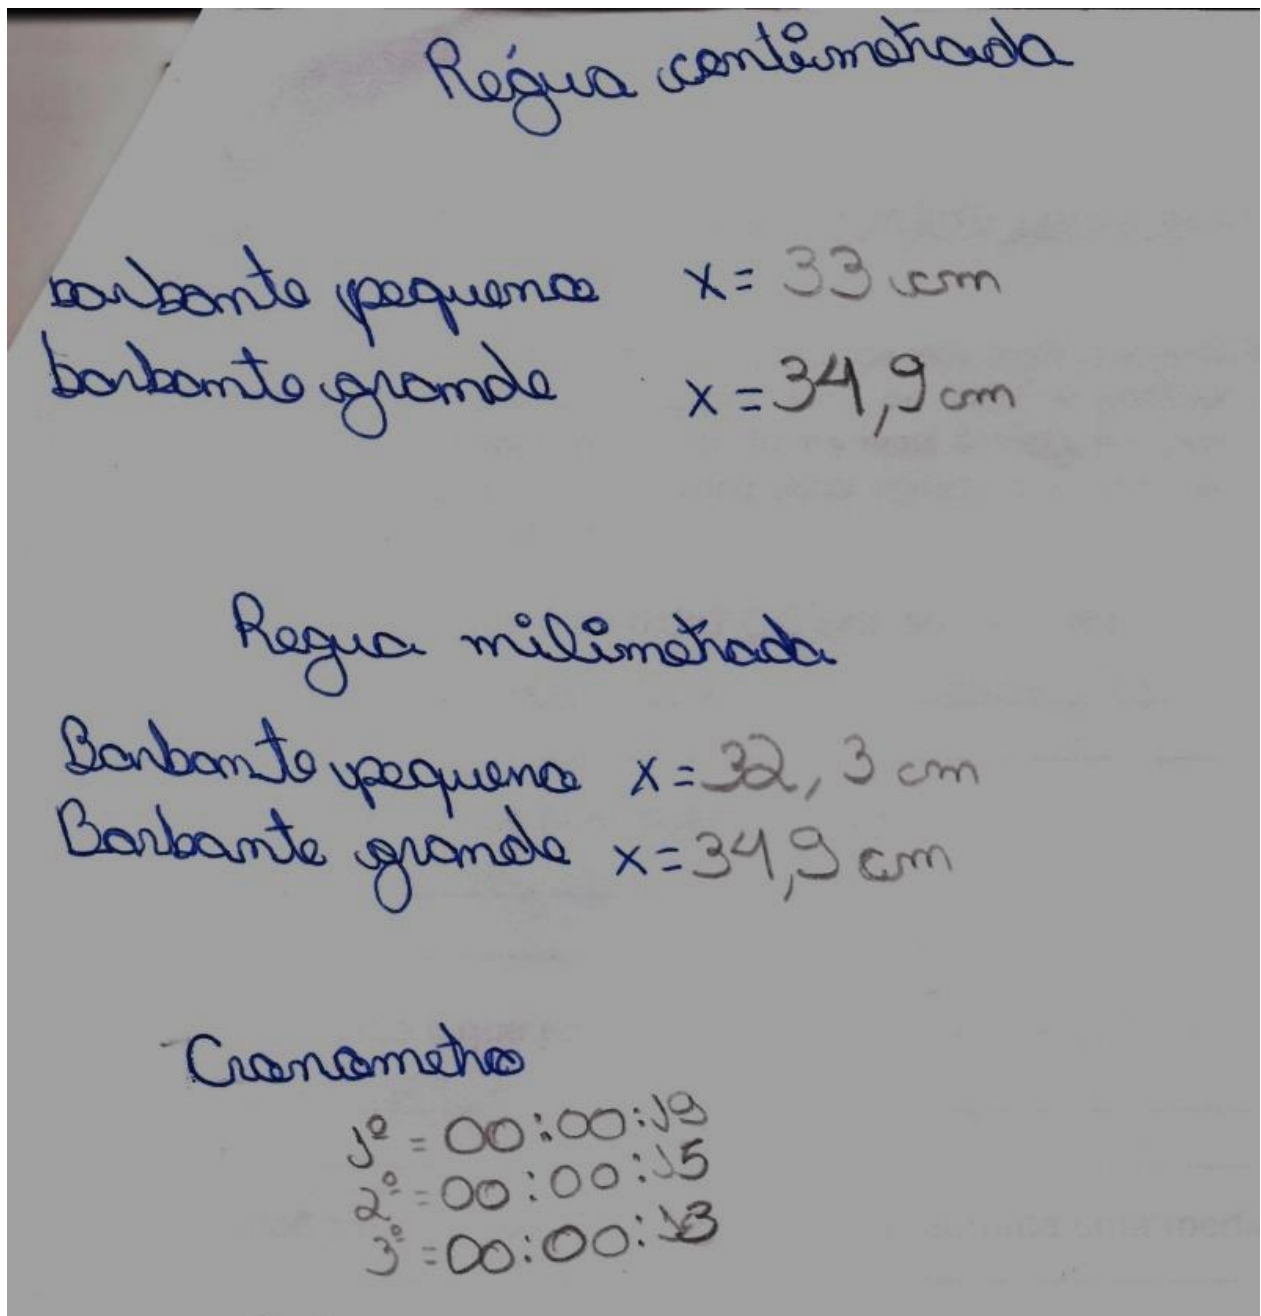 Régua centimetrada
barbante pequeno x = 33 cm
barbante grande x = 34,9 cm
Regua milimetrada
Barbante pequeno x = 32,3 cm
Barbante grande x = 34,9 cm
Cronometro
1º = 00:00:19
2º = 00:00:15
3º = 00:00:13